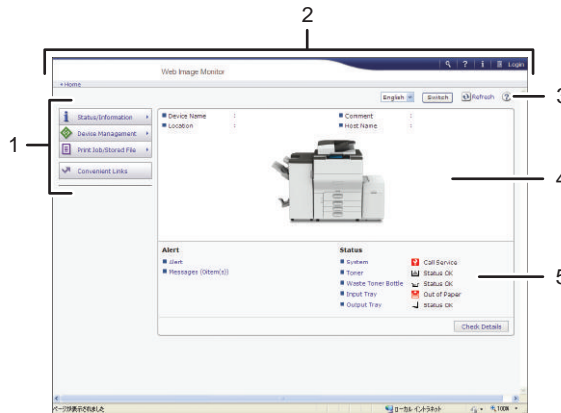 2
Web Image Monitor
? i Login
Home
English Switch Refresh ? 3
1
Status/Information
Device Management
Print Job/Stored File
Convenient Links
Device Name :
Location :
Comment :
Host Name :
4
Alert
Alert
Messages (0item(s))
Status
System Call Service
Toner Status OK
Waste Toner Bottle Status OK
Input Tray Out of Paper
Output Tray Status OK
5
Check Details
ページが表示されました ローカル イントラネット 100%